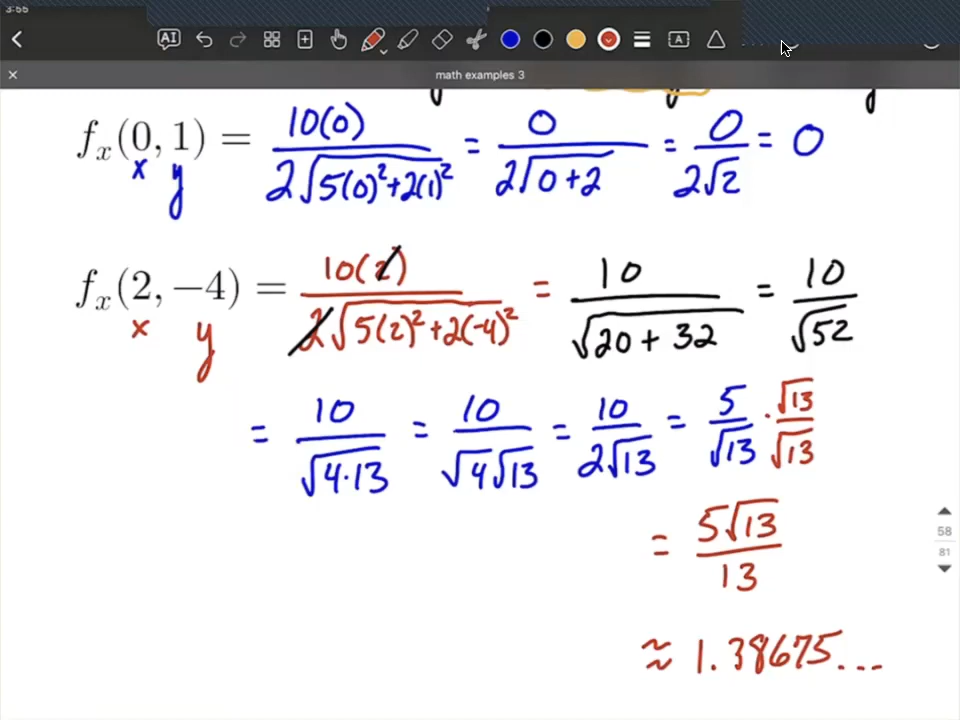 3:55
AI A
math examples 3
f_x(0, 1) = 10(0) / 2√5(0)²+2(1)² = 0 / 2√0+2 = 0 / 2√2 = 0
x y
f_x(2, −4) = 10(2) / 2√5(2)²+2(-4)² = 10 / √20+32 = 10 / √52
x y
= 10 / √4·13 = 10 / √4√13 = 10 / 2√13 = 5 / √13 · √13 / √13
58
= 5√13 / 13
81
≈ 1.38675...